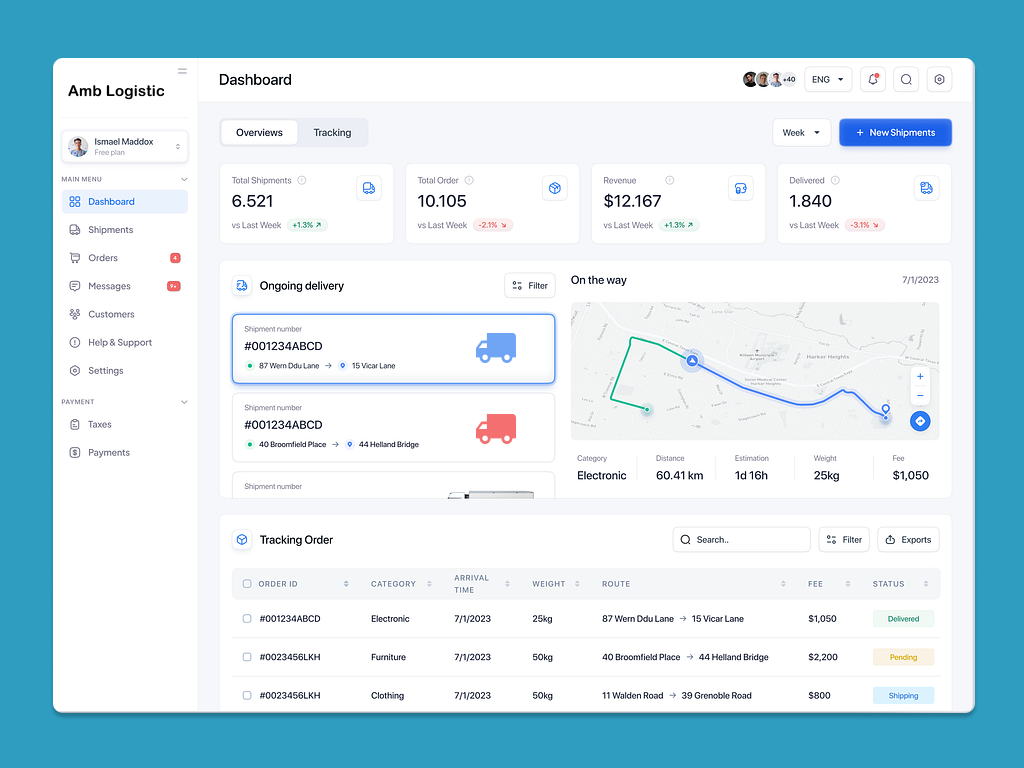 Amb Logistic
Ismael Maddox
Free plan
MAIN MENU
Dashboard
Shipments
Orders
4
Messages
9+
Customers
Help & Support
Settings
PAYMENT
Taxes
Payments
Dashboard
+40
ENG
Overviews
Tracking
Week
+ New Shipments
Total Shipments
6.521
vs Last Week +1.3%
Total Order
10.105
vs Last Week -2.1%
Revenue
$12.167
vs Last Week +1.3%
Delivered
1.840
vs Last Week -3.1%
Ongoing delivery
Filter
Shipment number
#001234ABCD
87 Wern Ddu Lane → 15 Vicar Lane
Shipment number
#001234ABCD
40 Broomfield Place → 44 Helland Bridge
Shipment number
On the way
7/1/2023
Harker Heights
+
−
Category
Electronic
Distance
60.41 km
Estimation
1d 16h
Weight
25kg
Fee
$1,050
Tracking Order
Search..
Filter
Exports
ORDER ID CATEGORY ARRIVAL TIME WEIGHT ROUTE FEE STATUS
#001234ABCD Electronic 7/1/2023 25kg 87 Wern Ddu Lane → 15 Vicar Lane $1,050 Delivered
#0023456LKH Furniture 7/1/2023 50kg 40 Broomfield Place → 44 Helland Bridge $2,200 Pending
#0023456LKH Clothing 7/1/2023 50kg 11 Walden Road → 39 Grenoble Road $800 Shipping